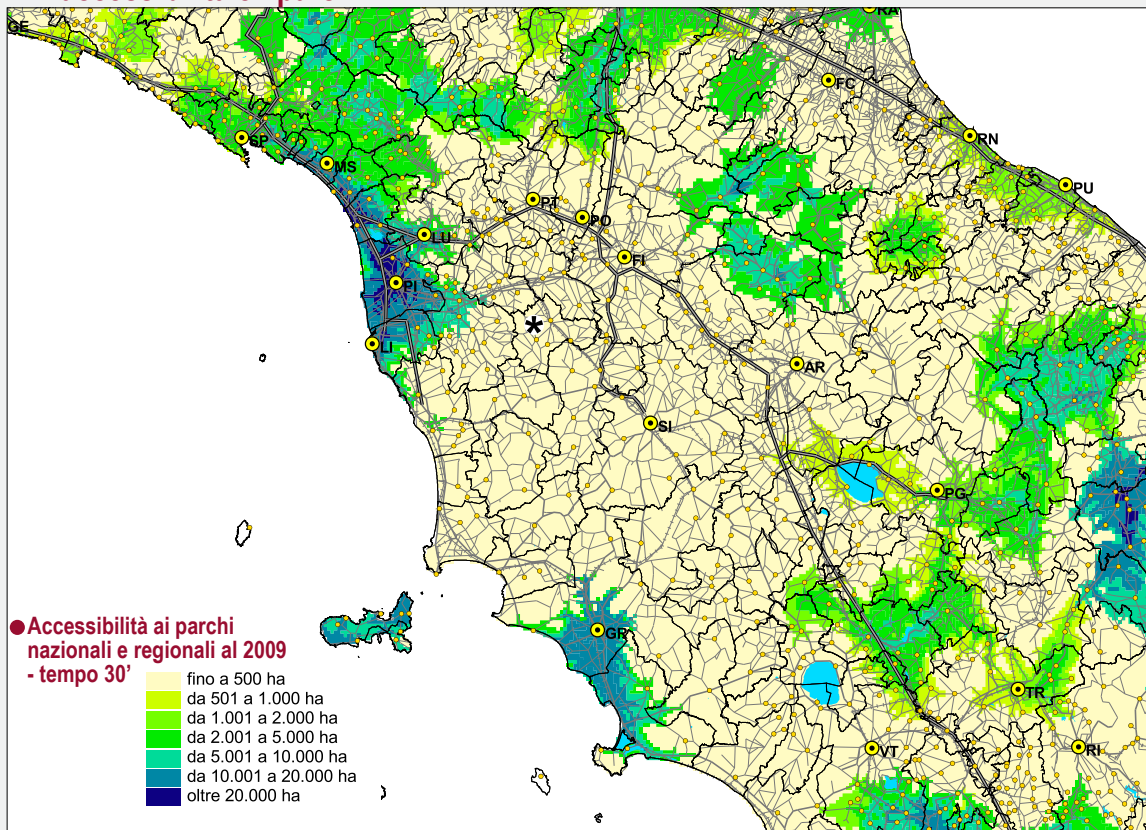 GE
RA
FC
SP
RN
MS
PU
PT
PO
LU
FI
PI
*
LI
AR
SI
PG
● Accessibilità ai parchi
nazionali e regionali al 2009
- tempo 30’
GR
fino a 500 ha
da 501 a 1.000 ha
da 1.001 a 2.000 ha
da 2.001 a 5.000 ha
da 5.001 a 10.000 ha
da 10.001 a 20.000 ha
oltre 20.000 ha
TR
VT
RI